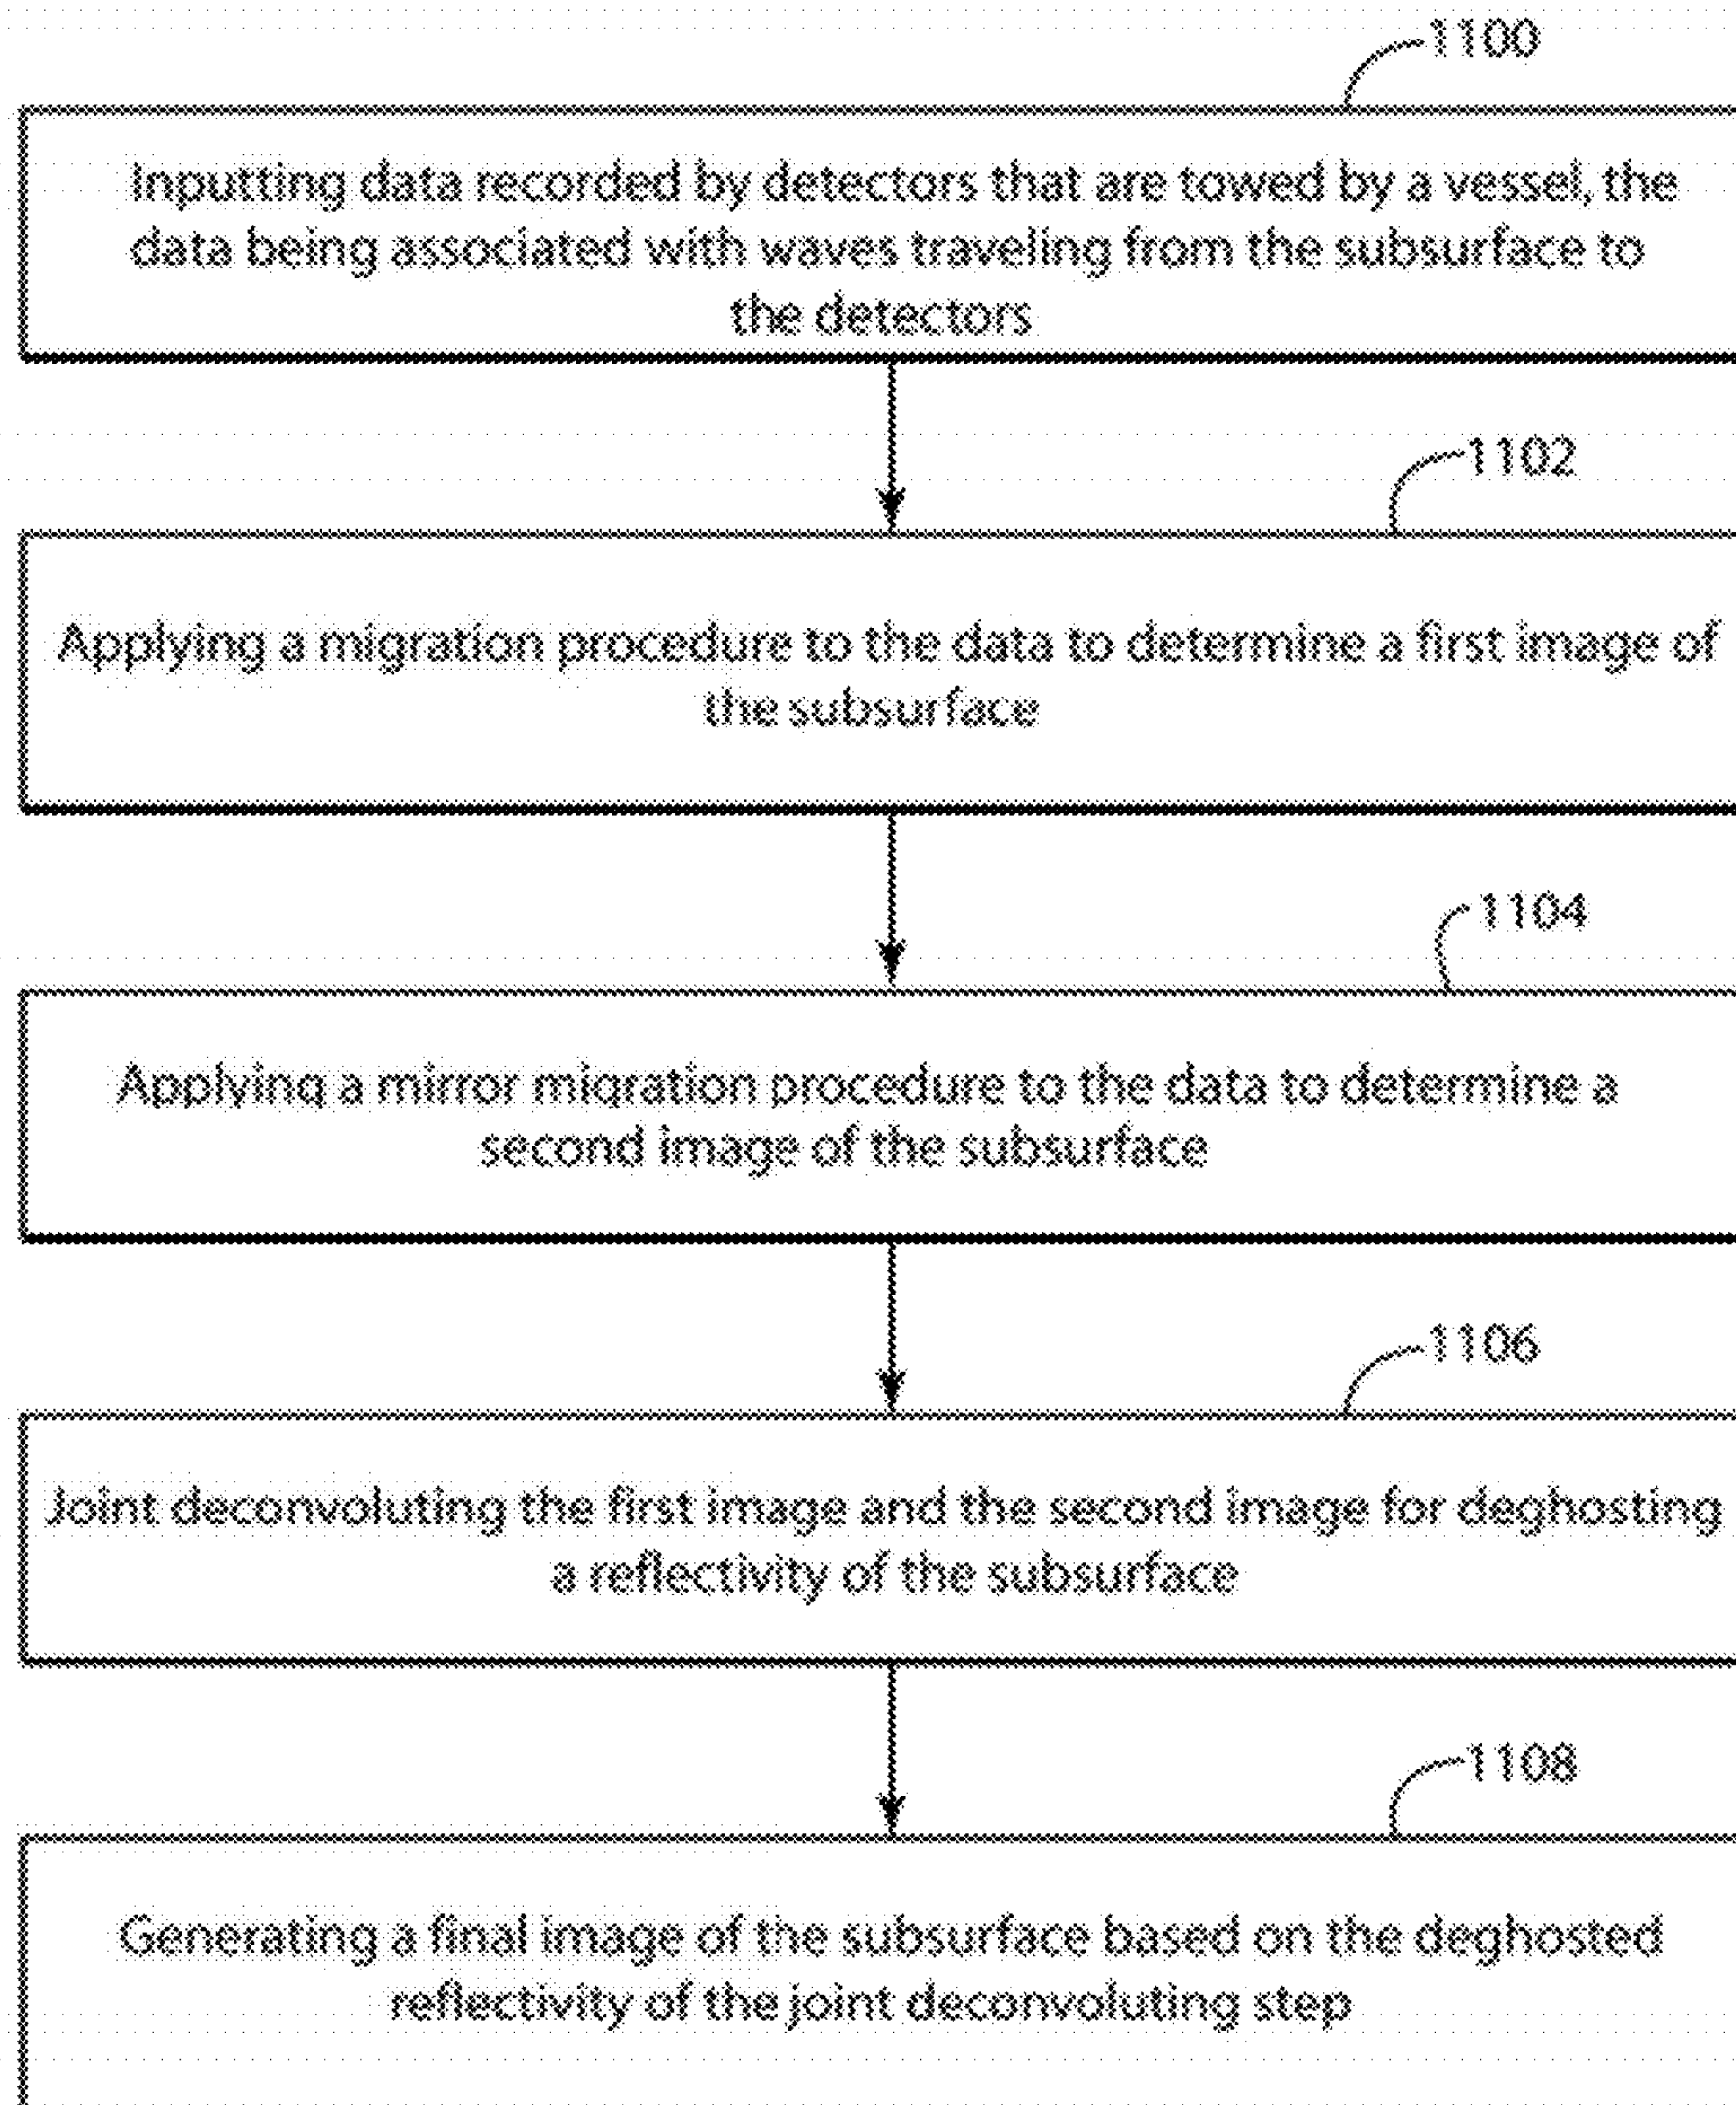 1100
Inputting data recorded by detectors that are towed by a vessel, the
data being associated with waves traveling from the subsurface to
the detectors
1102
Applying a migration procedure to the data to determine a first image of
the subsurface
1104
Applying a mirror migration procedure to the data to determine a
second image of the subsurface
1106
Joint deconvoluting the first image and the second image for deghosting
a reflectivity of the subsurface
1108
Generating a final image of the subsurface based on the deghosted
reflectivity of the joint deconvoluting step